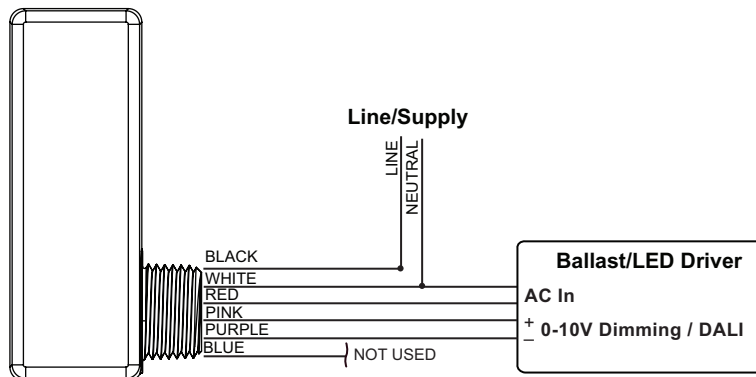 Line/Supply
LINE
NEUTRAL
BLACK
WHITE
RED
PINK
PURPLE
BLUE
NOT USED
Ballast/LED Driver
AC In
+ 0-10V Dimming / DALI
–